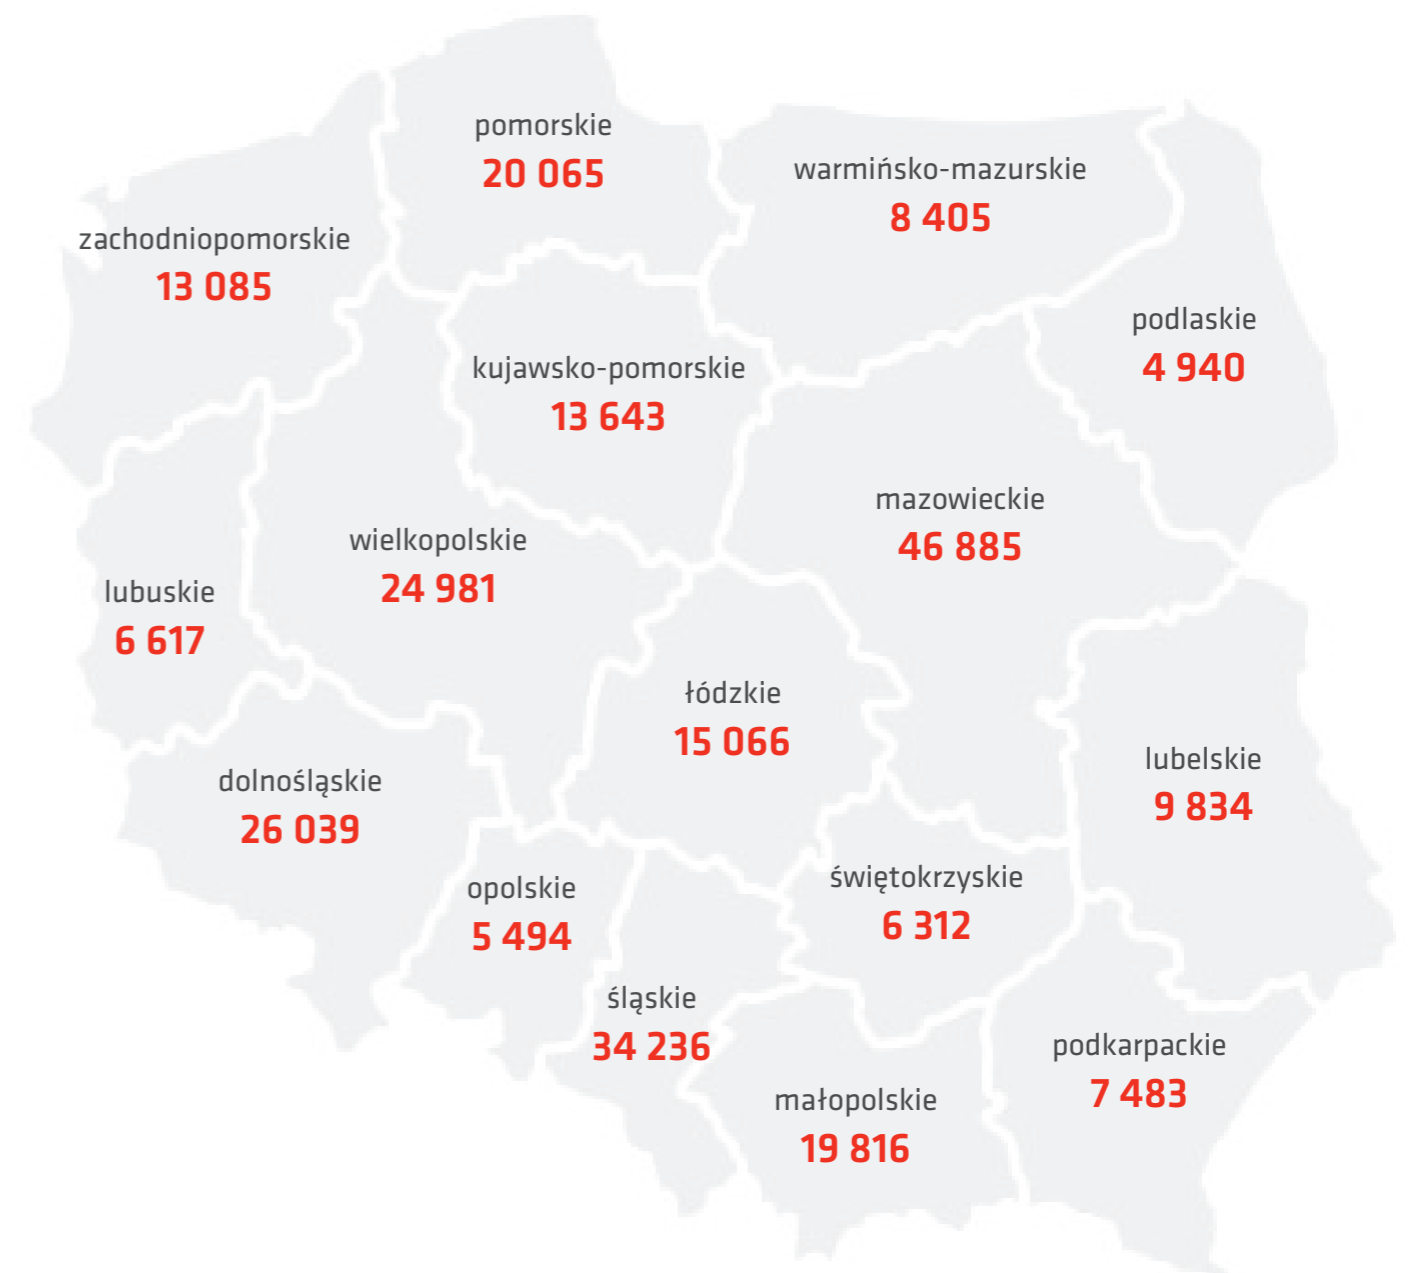 pomorskie
20 065
warmińsko-mazurskie
8 405
zachodniopomorskie
13 085
podlaskie
4 940
kujawsko-pomorskie
13 643
mazowieckie
46 885
wielkopolskie
24 981
lubuskie
6 617
łódzkie
15 066
lubelskie
9 834
dolnośląskie
26 039
świętokrzyskie
6 312
opolskie
5 494
śląskie
34 236
podkarpackie
7 483
małopolskie
19 816